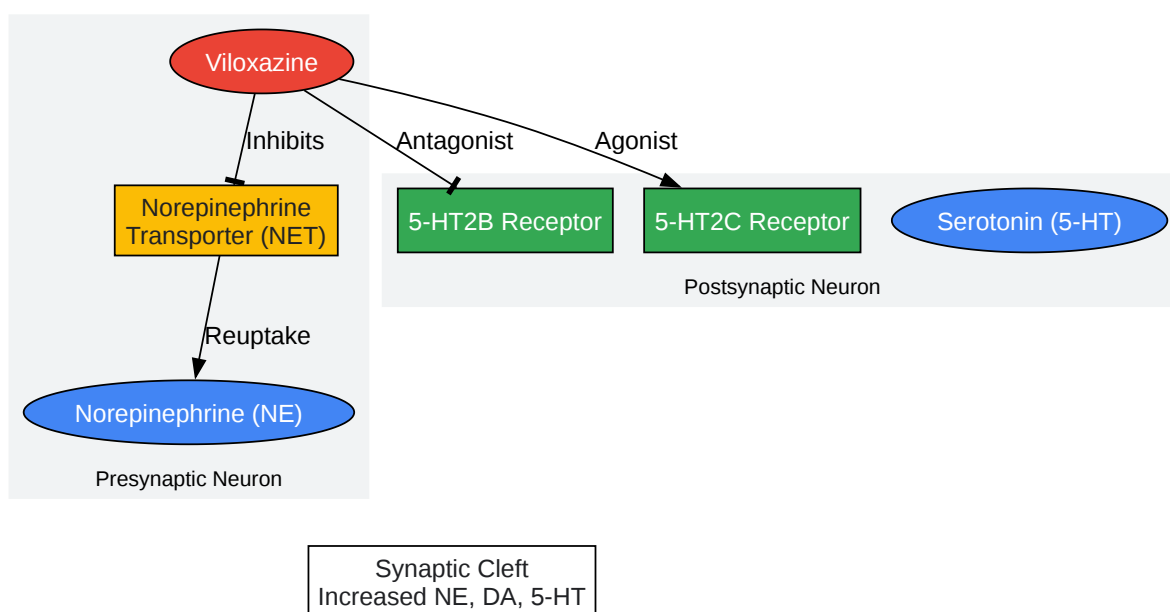 Viloxazine
Inhibits
Antagonist
Agonist
Norepinephrine
Transporter (NET)
5-HT2B Receptor
5-HT2C Receptor
Serotonin (5-HT)
Postsynaptic Neuron
Reuptake
Norepinephrine (NE)
Presynaptic Neuron
Synaptic Cleft
Increased NE, DA, 5-HT